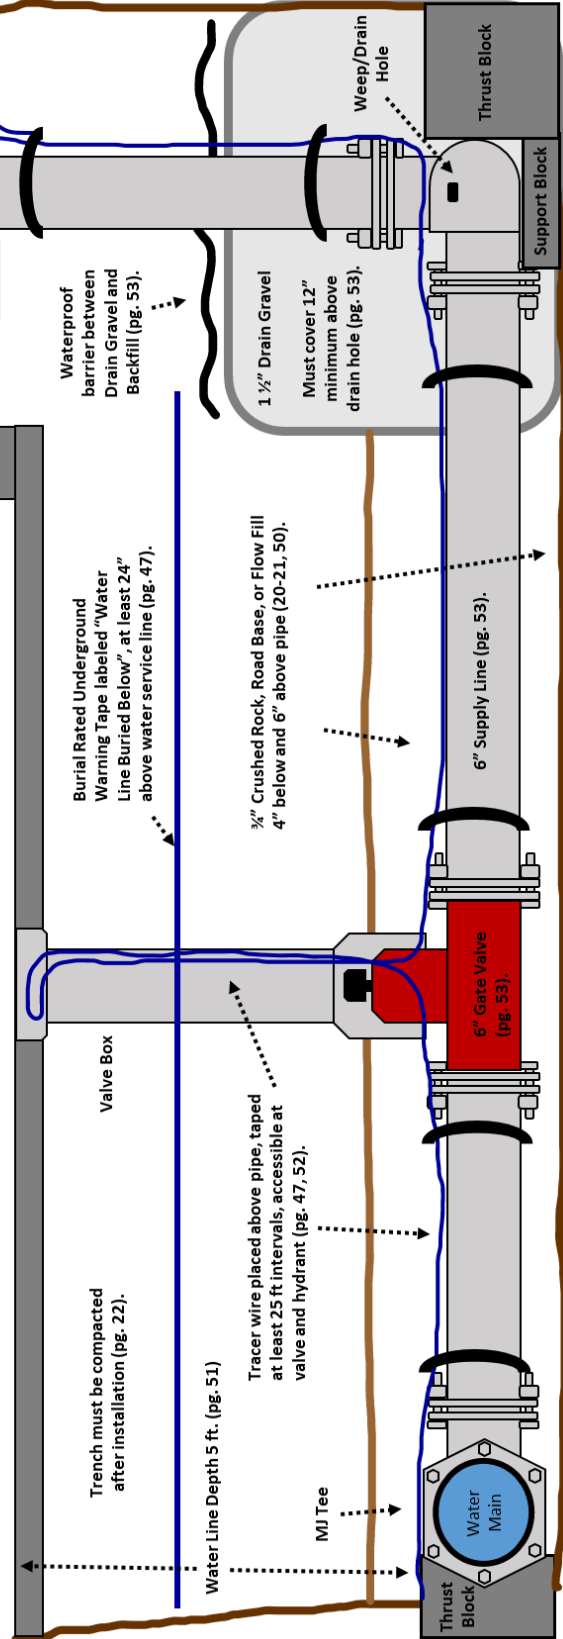 Trench must be compacted
after installation (pg. 22).
Water Line Depth 5 ft. (pg. 51)
MJ Tee
Thrust
Block
Water
Main
Valve Box
Tracer wire placed above pipe, taped
at least 25 ft intervals, accessible at
valve and hydrant (pg. 47, 52).
6” Gate Valve
(pg. 53).
Burial Rated Underground
Warning Tape labeled “Water
Line Buried Below”, at least 24”
above water service line (pg. 47).
¾” Crushed Rock, Road Base, or Flow Fill
4” below and 6” above pipe (20-21, 50).
6” Supply Line (pg. 53).
Waterproof
barrier between
Drain Gravel and
Backfill (pg. 53).
1 ½” Drain Gravel
Must cover 12”
minimum above
drain hole (pg. 53).
Weep/Drain
Hole
Thrust Block
Support Block